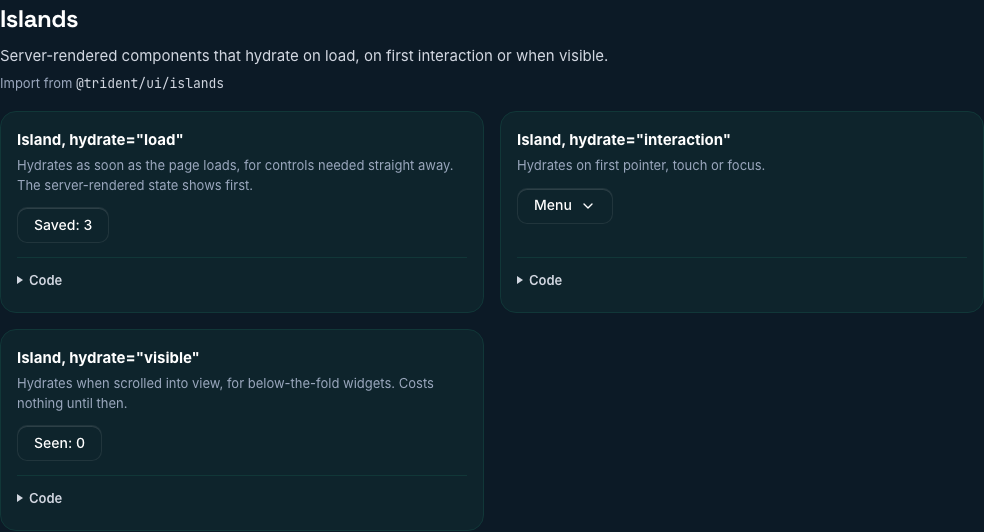 Islands
Server-rendered components that hydrate on load, on first interaction or when visible.
Import from @trident/ui/islands
Island, hydrate="load"
Hydrates as soon as the page loads, for controls needed straight away.
The server-rendered state shows first.
Saved: 3
Code
Island, hydrate="interaction"
Hydrates on first pointer, touch or focus.
Menu
Code
Island, hydrate="visible"
Hydrates when scrolled into view, for below-the-fold widgets. Costs
nothing until then.
Seen: 0
Code